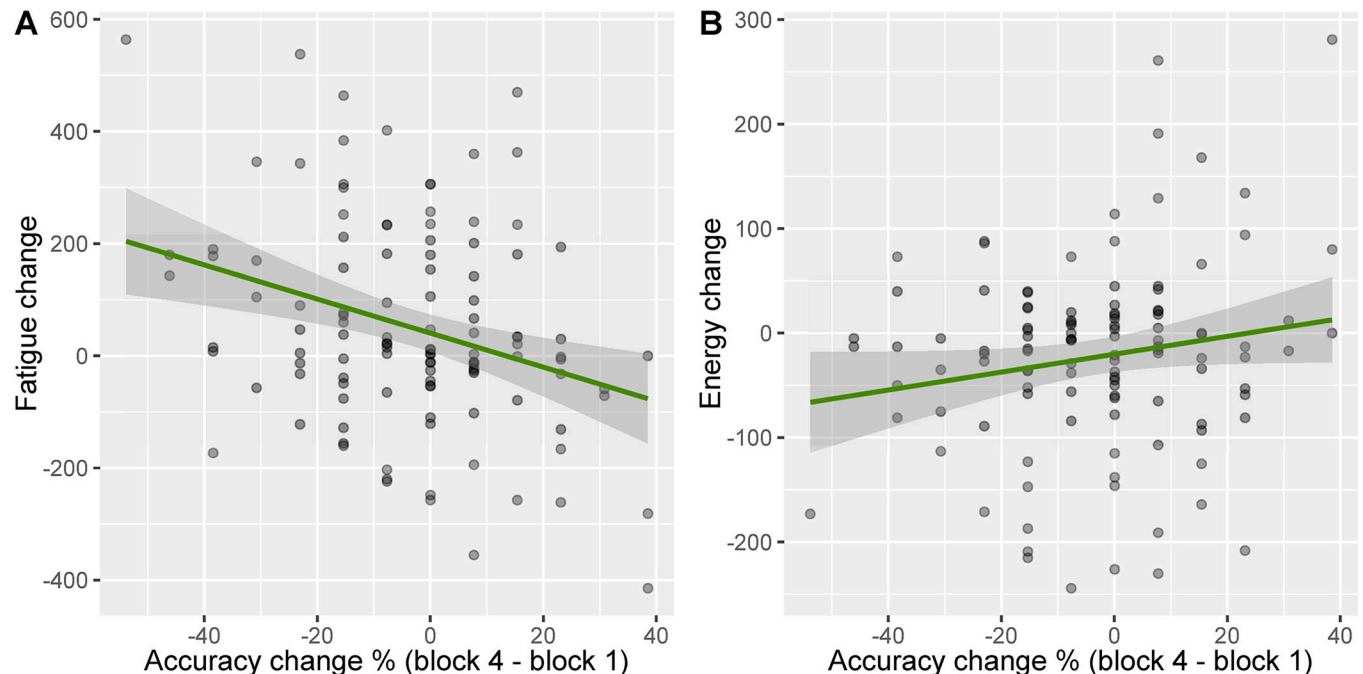 A
600
400
200
0
-200
-400
Fatigue change
-40 -20 0 20 40
Accuracy change % (block 4 - block 1)
B
300
200
100
0
-100
-200
Energy change
-40 -20 0 20 40
Accuracy change % (block 4 - block 1)